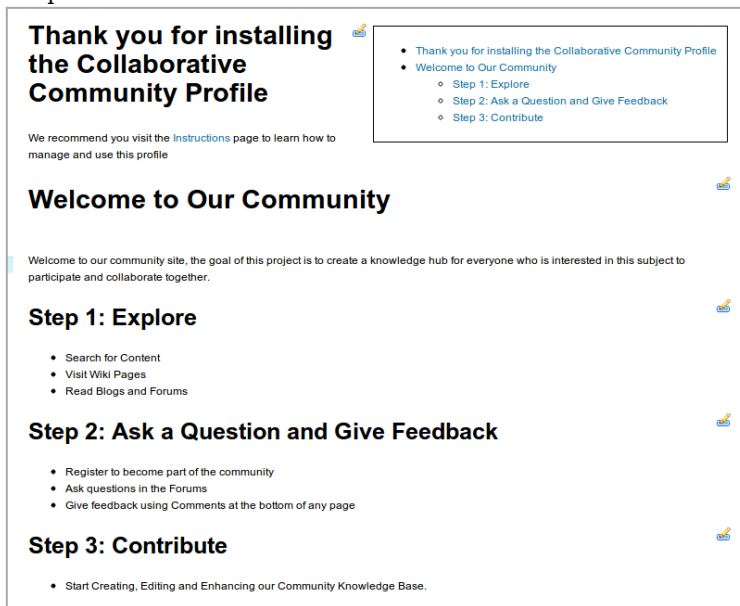 Thank you for installing
the Collaborative
Community Profile
We recommend you visit the Instructions page to learn how to
manage and use this profile
Thank you for installing the Collaborative Community Profile
Welcome to Our Community
Step 1: Explore
Step 2: Ask a Question and Give Feedback
Step 3: Contribute
Welcome to Our Community
Welcome to our community site, the goal of this project is to create a knowledge hub for everyone who is interested in this subject to
participate and collaborate together.
Step 1: Explore
Search for Content
Visit Wiki Pages
Read Blogs and Forums
Step 2: Ask a Question and Give Feedback
Register to become part of the community
Ask questions in the Forums
Give feedback using Comments at the bottom of any page
Step 3: Contribute
Start Creating, Editing and Enhancing our Community Knowledge Base.